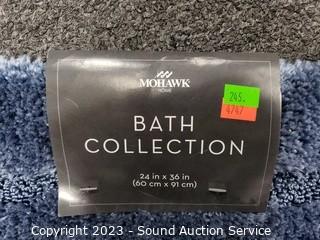 MOHAWK
HOME
245.
4747
BATH
COLLECTION
24 in x 36 in
(60 cm x 91 cm)
Copyright 2023 - Sound Auction Service